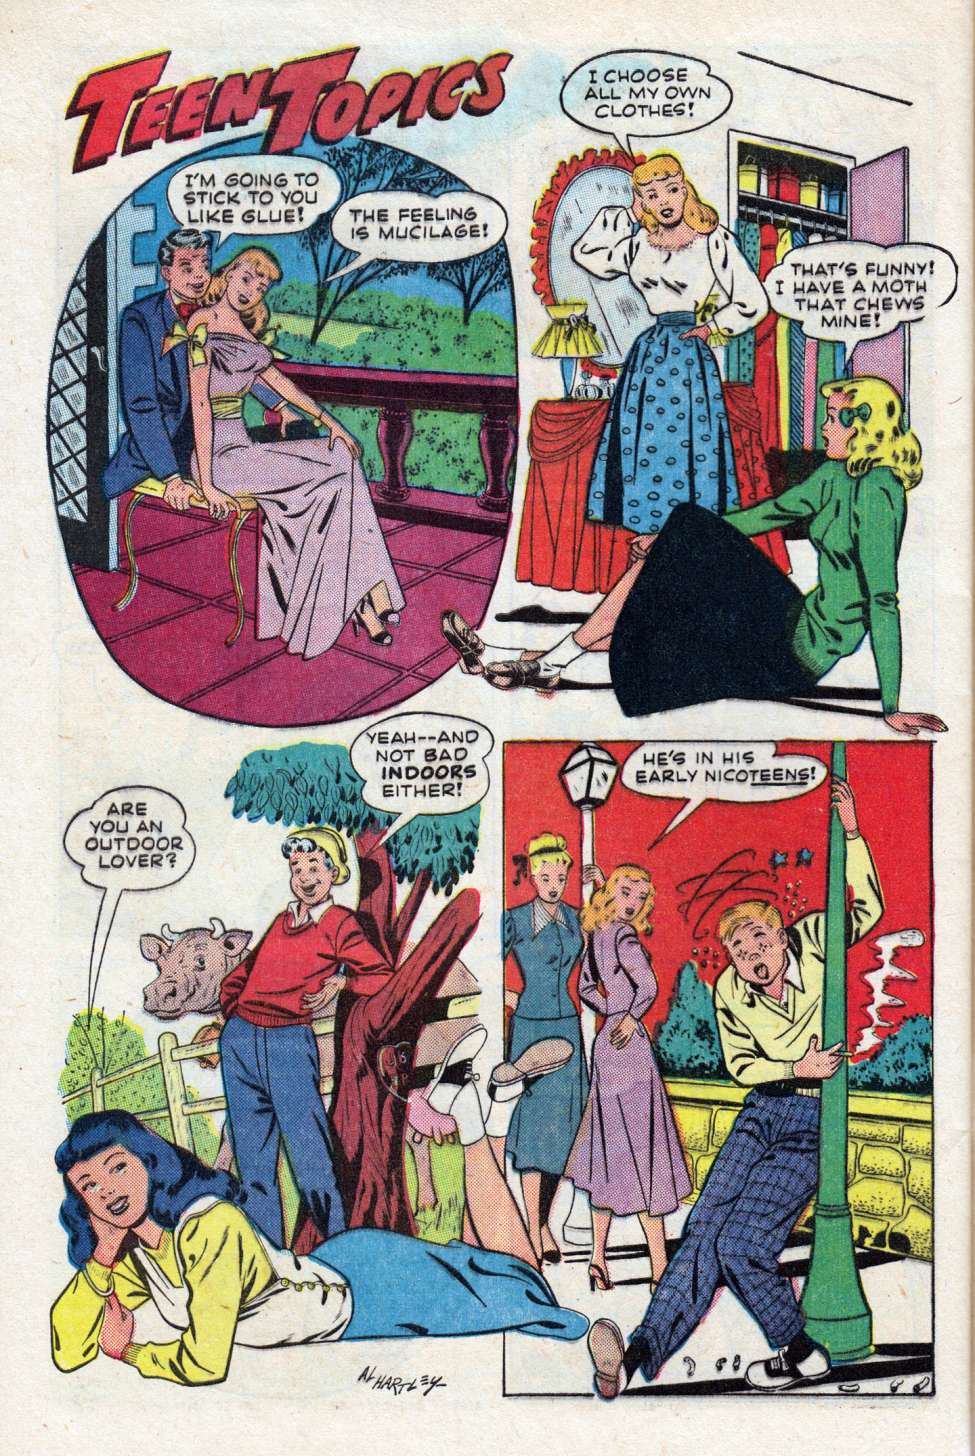 TEEN TOPICS
I'M GOING TO
STICK TO YOU
LIKE GLUE!
THE FEELING
IS MUCILAGE!
I CHOOSE
ALL MY OWN
CLOTHES!
THAT'S FUNNY!
I HAVE A MOTH
THAT CHEWS
MINE!
ARE
YOU AN
OUTDOOR
LOVER?
YEAH--AND
NOT BAD
INDOORS
EITHER!
HE'S IN HIS
EARLY NICOTEENS!
AL
HARTLEY